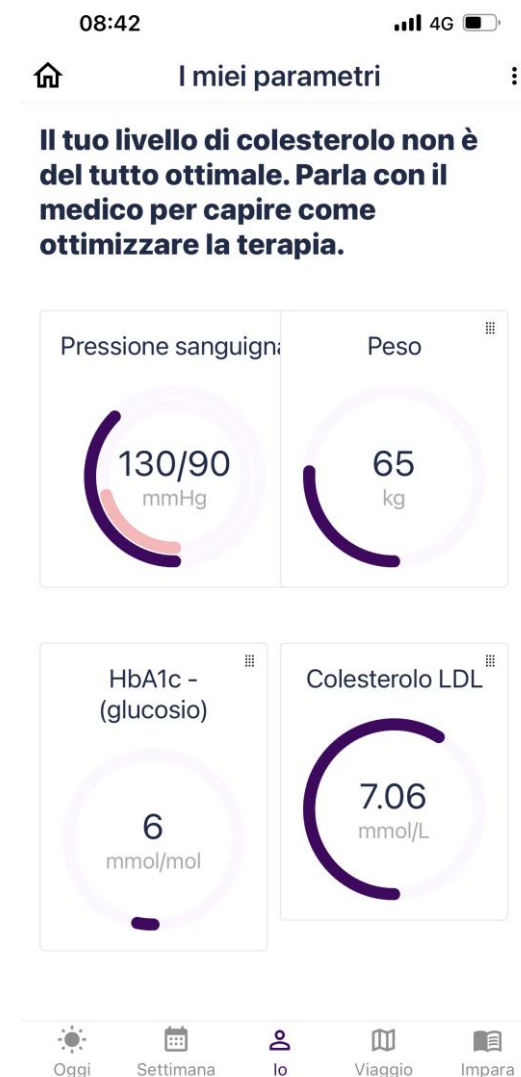 08:42
4G
I miei parametri
Il tuo livello di colesterolo non è
del tutto ottimale. Parla con il
medico per capire come
ottimizzare la terapia.
Pressione sanguigna
130/90
mmHg
Peso
65
kg
HbA1c -
(glucosio)
6
mmol/mol
Colesterolo LDL
7.06
mmol/L
Oggi
Settimana
Io
Viaggio
Impara